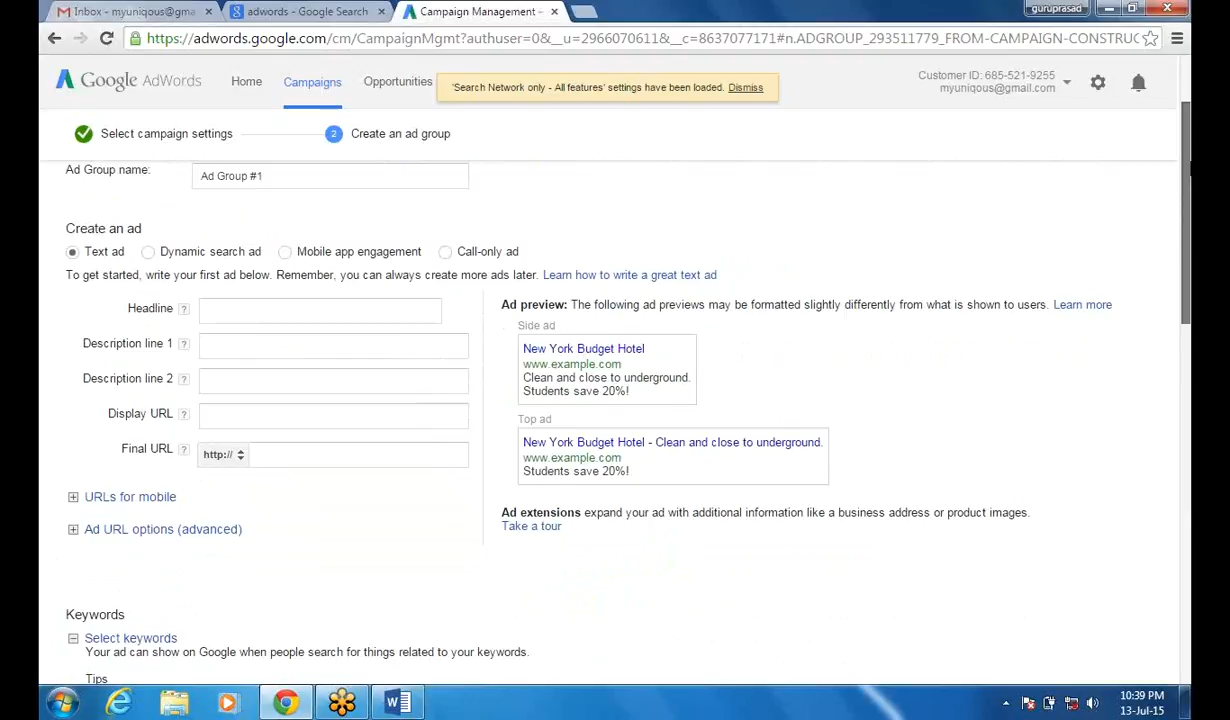 Inbox - myuniqous@gma
adwords - Google Search
Campaign Management -
guruprasad
https://adwords.google.com/cm/CampaignMgmt?authuser=0&__u=2966070611&__c=8637077171#n.ADGROUP_293511779_FROM-CAMPAIGN-CONSTRUC
Google AdWords
Home
Campaigns
Opportunities
'Search Network only - All features' settings have been loaded. Dismiss
Customer ID: 685-521-9255
myuniqous@gmail.com
Select campaign settings
2
Create an ad group
Ad Group name:
Ad Group #1
Create an ad
Text ad
Dynamic search ad
Mobile app engagement
Call-only ad
To get started, write your first ad below. Remember, you can always create more ads later. Learn how to write a great text ad
Headline ?
Description line 1 ?
Description line 2 ?
Display URL ?
Final URL ?
http://
URLs for mobile
Ad URL options (advanced)
Ad preview: The following ad previews may be formatted slightly differently from what is shown to users. Learn more
Side ad
New York Budget Hotel
www.example.com
Clean and close to underground.
Students save 20%!
Top ad
New York Budget Hotel - Clean and close to underground.
www.example.com
Students save 20%!
Ad extensions expand your ad with additional information like a business address or product images.
Take a tour
Keywords
Select keywords
Your ad can show on Google when people search for things related to your keywords.
Tips
10:39 PM
13-Jul-15